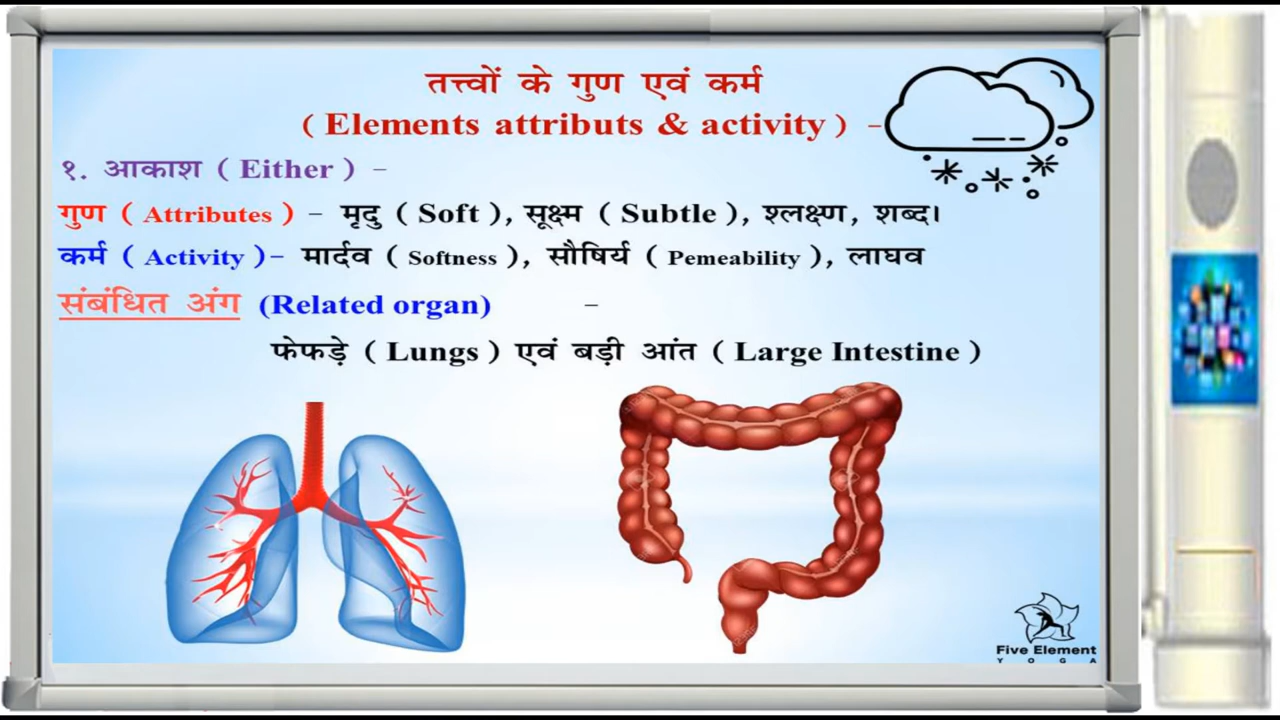 तत्त्वों के गुण एवं कर्म
( Elements attributs & activity ) -
१. आकाश ( Either ) -
गुण ( Attributes ) - मृदु ( Soft ), सूक्ष्म ( Subtle ), श्लक्ष्ण, शब्द।
कर्म ( Activity )- मार्दव ( Softness ), सौषिर्य ( Pemeability ), लाघव
संबंधित अंग (Related organ) -
फेफड़े ( Lungs ) एवं बड़ी आंत ( Large Intestine )
Five Element
YOGA